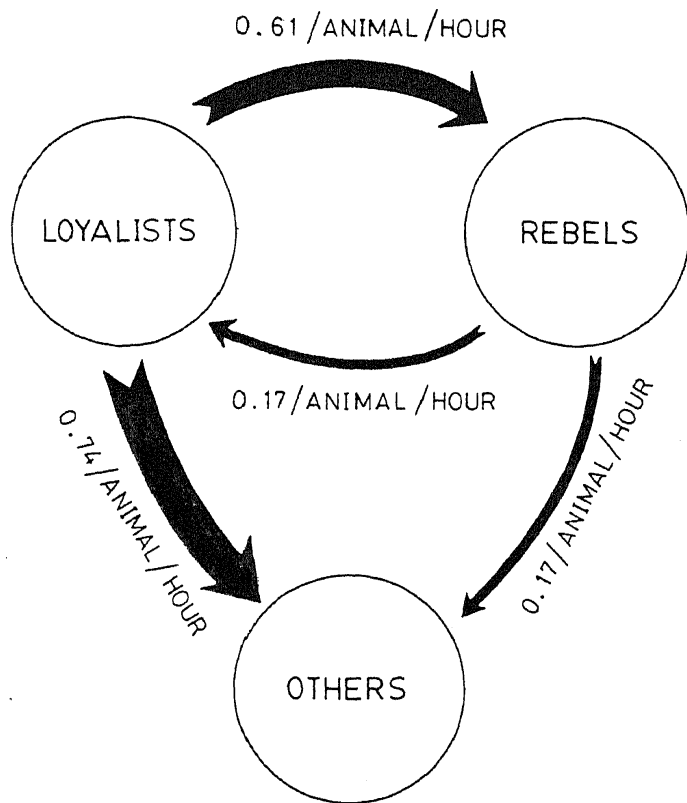 0.61/ANIMAL/HOUR
LOYALISTS
REBELS
0.17/ANIMAL/HOUR
0.74/ANIMAL/HOUR
0.17/ANIMAL/HOUR
OTHERS